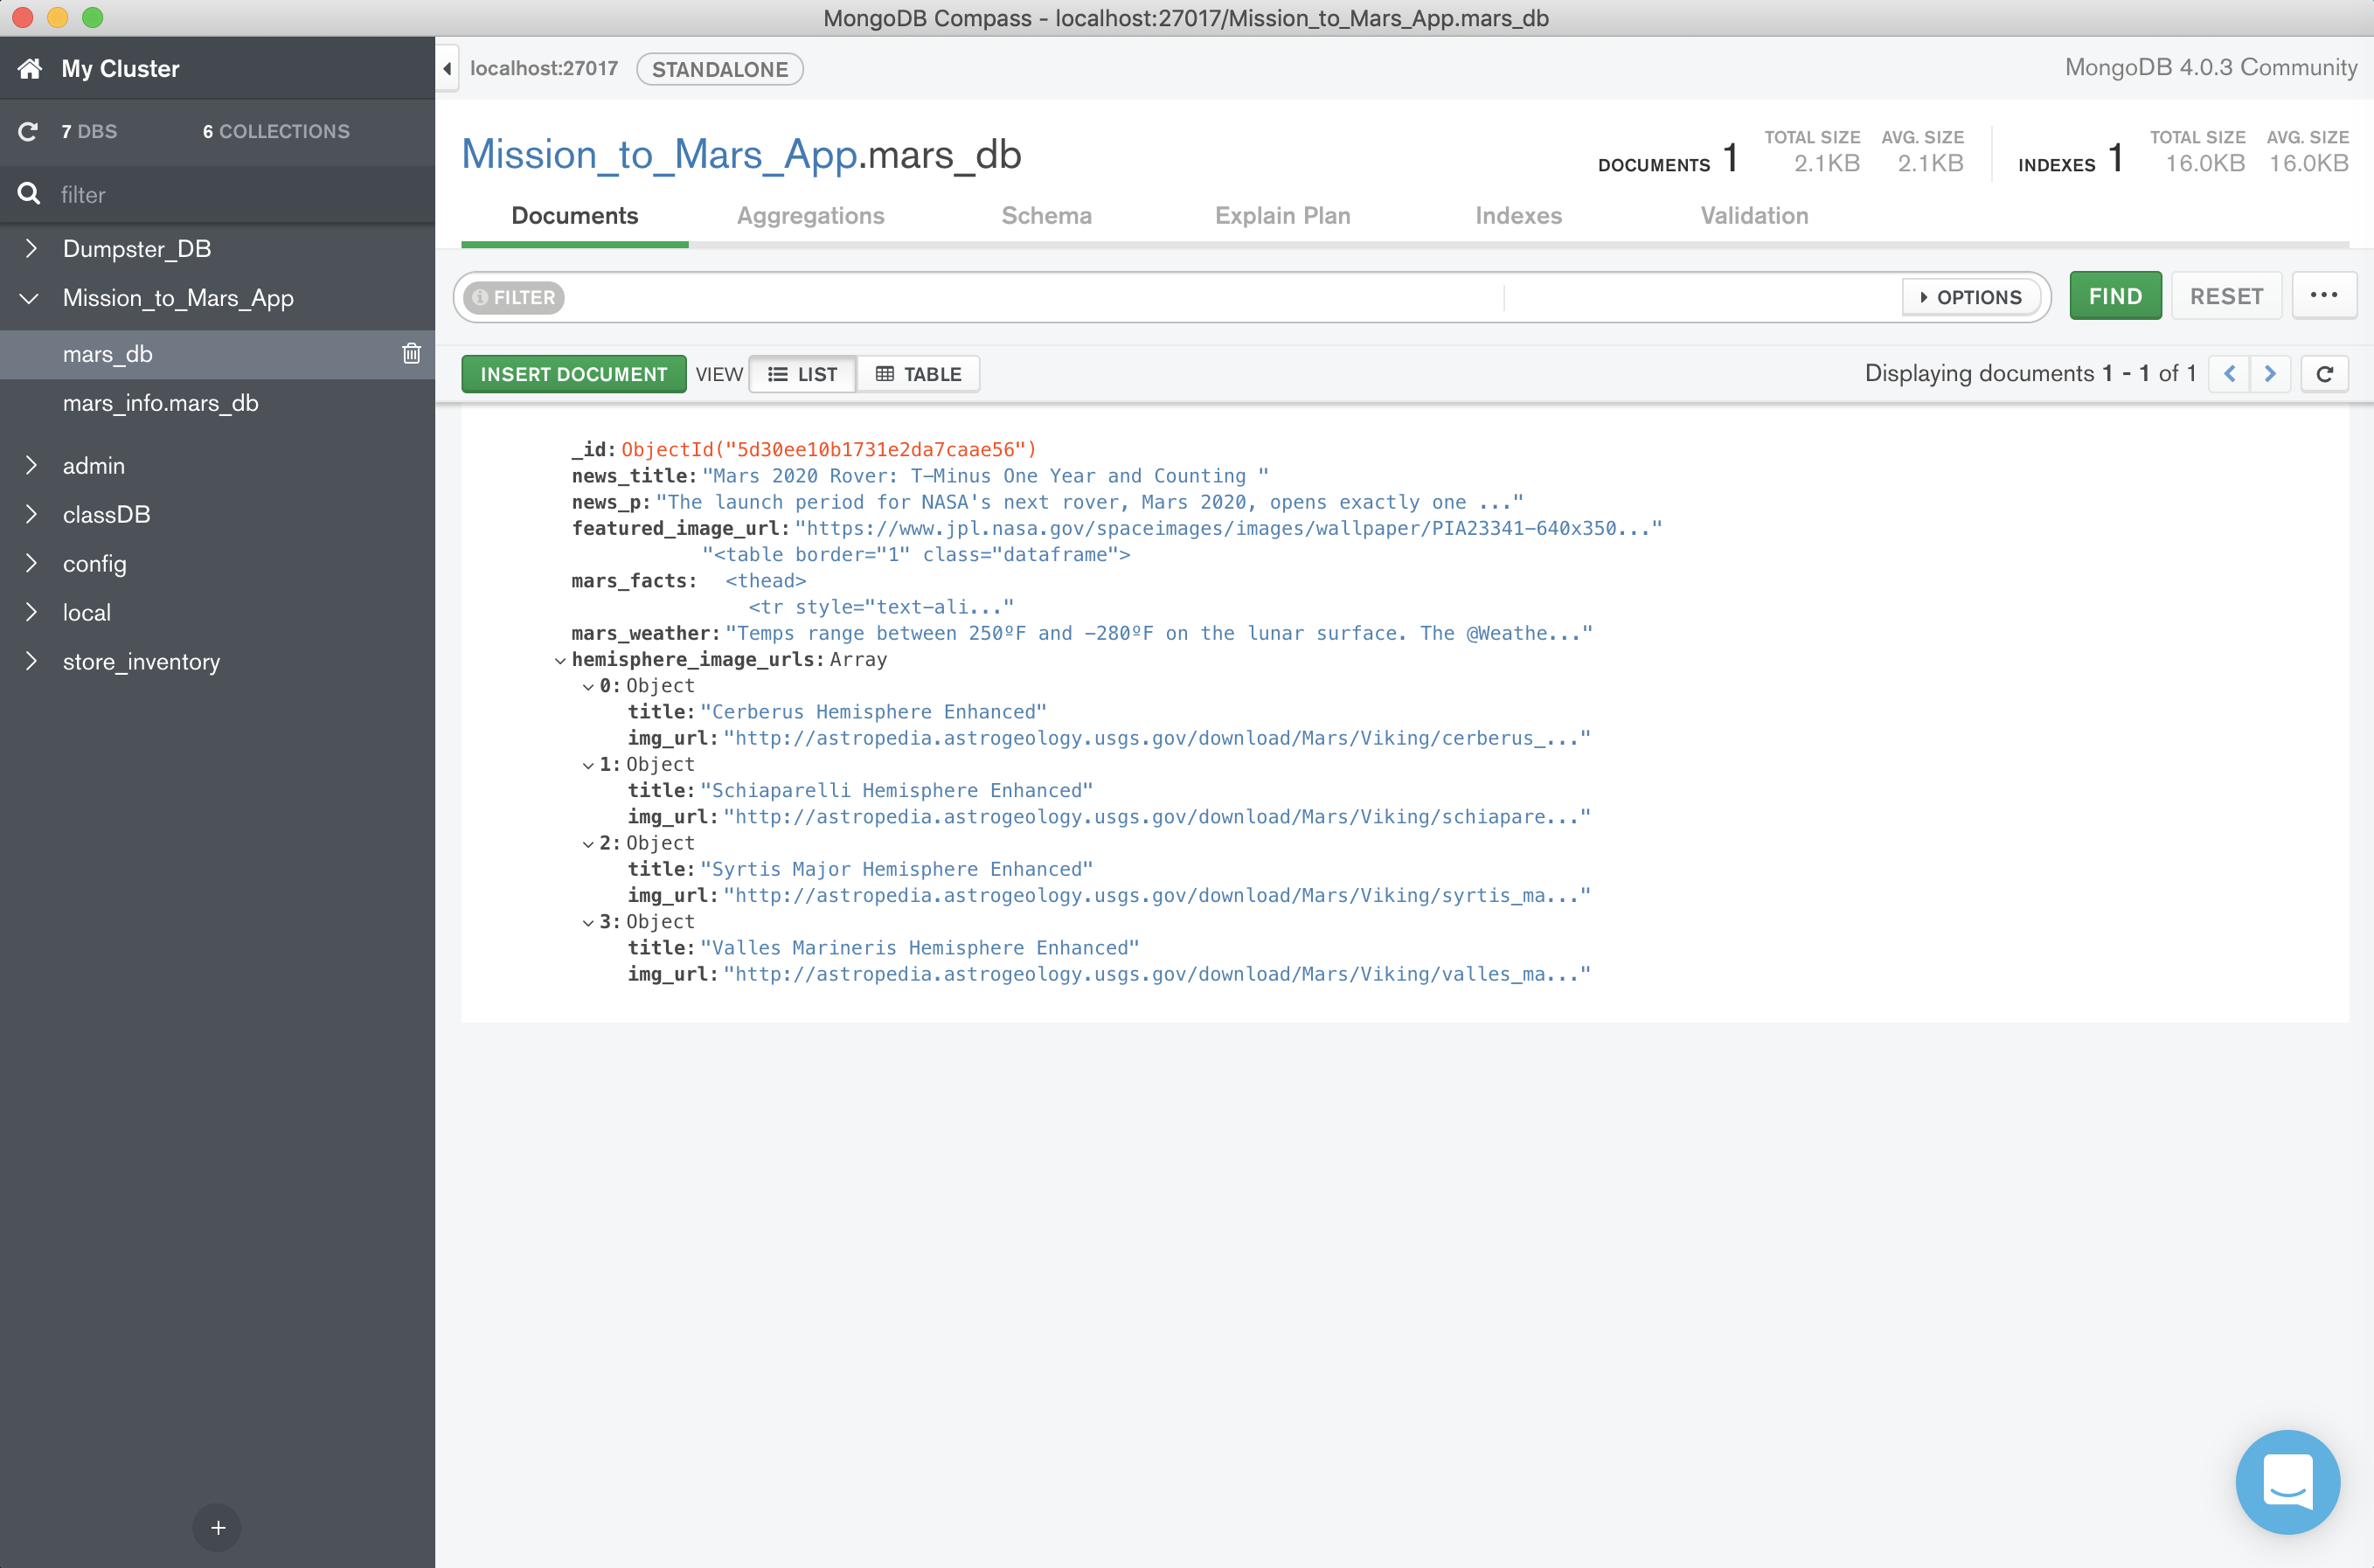 MongoDB Compass - localhost:27017/Mission_to_Mars_App.mars_db
My Cluster
7 DBS 6 COLLECTIONS
filter
Dumpster_DB
Mission_to_Mars_App
mars_db
mars_info.mars_db
admin
classDB
config
local
store_inventory
+
localhost:27017 STANDALONE MongoDB 4.0.3 Community
Mission_to_Mars_App.mars_db
DOCUMENTS 1 TOTAL SIZE 2.1KB AVG. SIZE 2.1KB INDEXES 1 TOTAL SIZE 16.0KB AVG. SIZE 16.0KB
Documents Aggregations Schema Explain Plan Indexes Validation
FILTER OPTIONS FIND RESET ...
INSERT DOCUMENT VIEW LIST TABLE Displaying documents 1 - 1 of 1
_id: ObjectId("5d30ee10b1731e2da7caae56")
news_title: "Mars 2020 Rover: T-Minus One Year and Counting "
news_p: "The launch period for NASA's next rover, Mars 2020, opens exactly one ..."
featured_image_url: "https://www.jpl.nasa.gov/spaceimages/images/wallpaper/PIA23341-640x350..."
"<table border="1" class="dataframe">
mars_facts: <thead>
<tr style="text-ali..."
mars_weather: "Temps range between 250ºF and -280ºF on the lunar surface. The @Weathe..."
hemisphere_image_urls: Array
0: Object
title: "Cerberus Hemisphere Enhanced"
img_url: "http://astropedia.astrogeology.usgs.gov/download/Mars/Viking/cerberus_..."
1: Object
title: "Schiaparelli Hemisphere Enhanced"
img_url: "http://astropedia.astrogeology.usgs.gov/download/Mars/Viking/schiapare..."
2: Object
title: "Syrtis Major Hemisphere Enhanced"
img_url: "http://astropedia.astrogeology.usgs.gov/download/Mars/Viking/syrtis_ma..."
3: Object
title: "Valles Marineris Hemisphere Enhanced"
img_url: "http://astropedia.astrogeology.usgs.gov/download/Mars/Viking/valles_ma..."